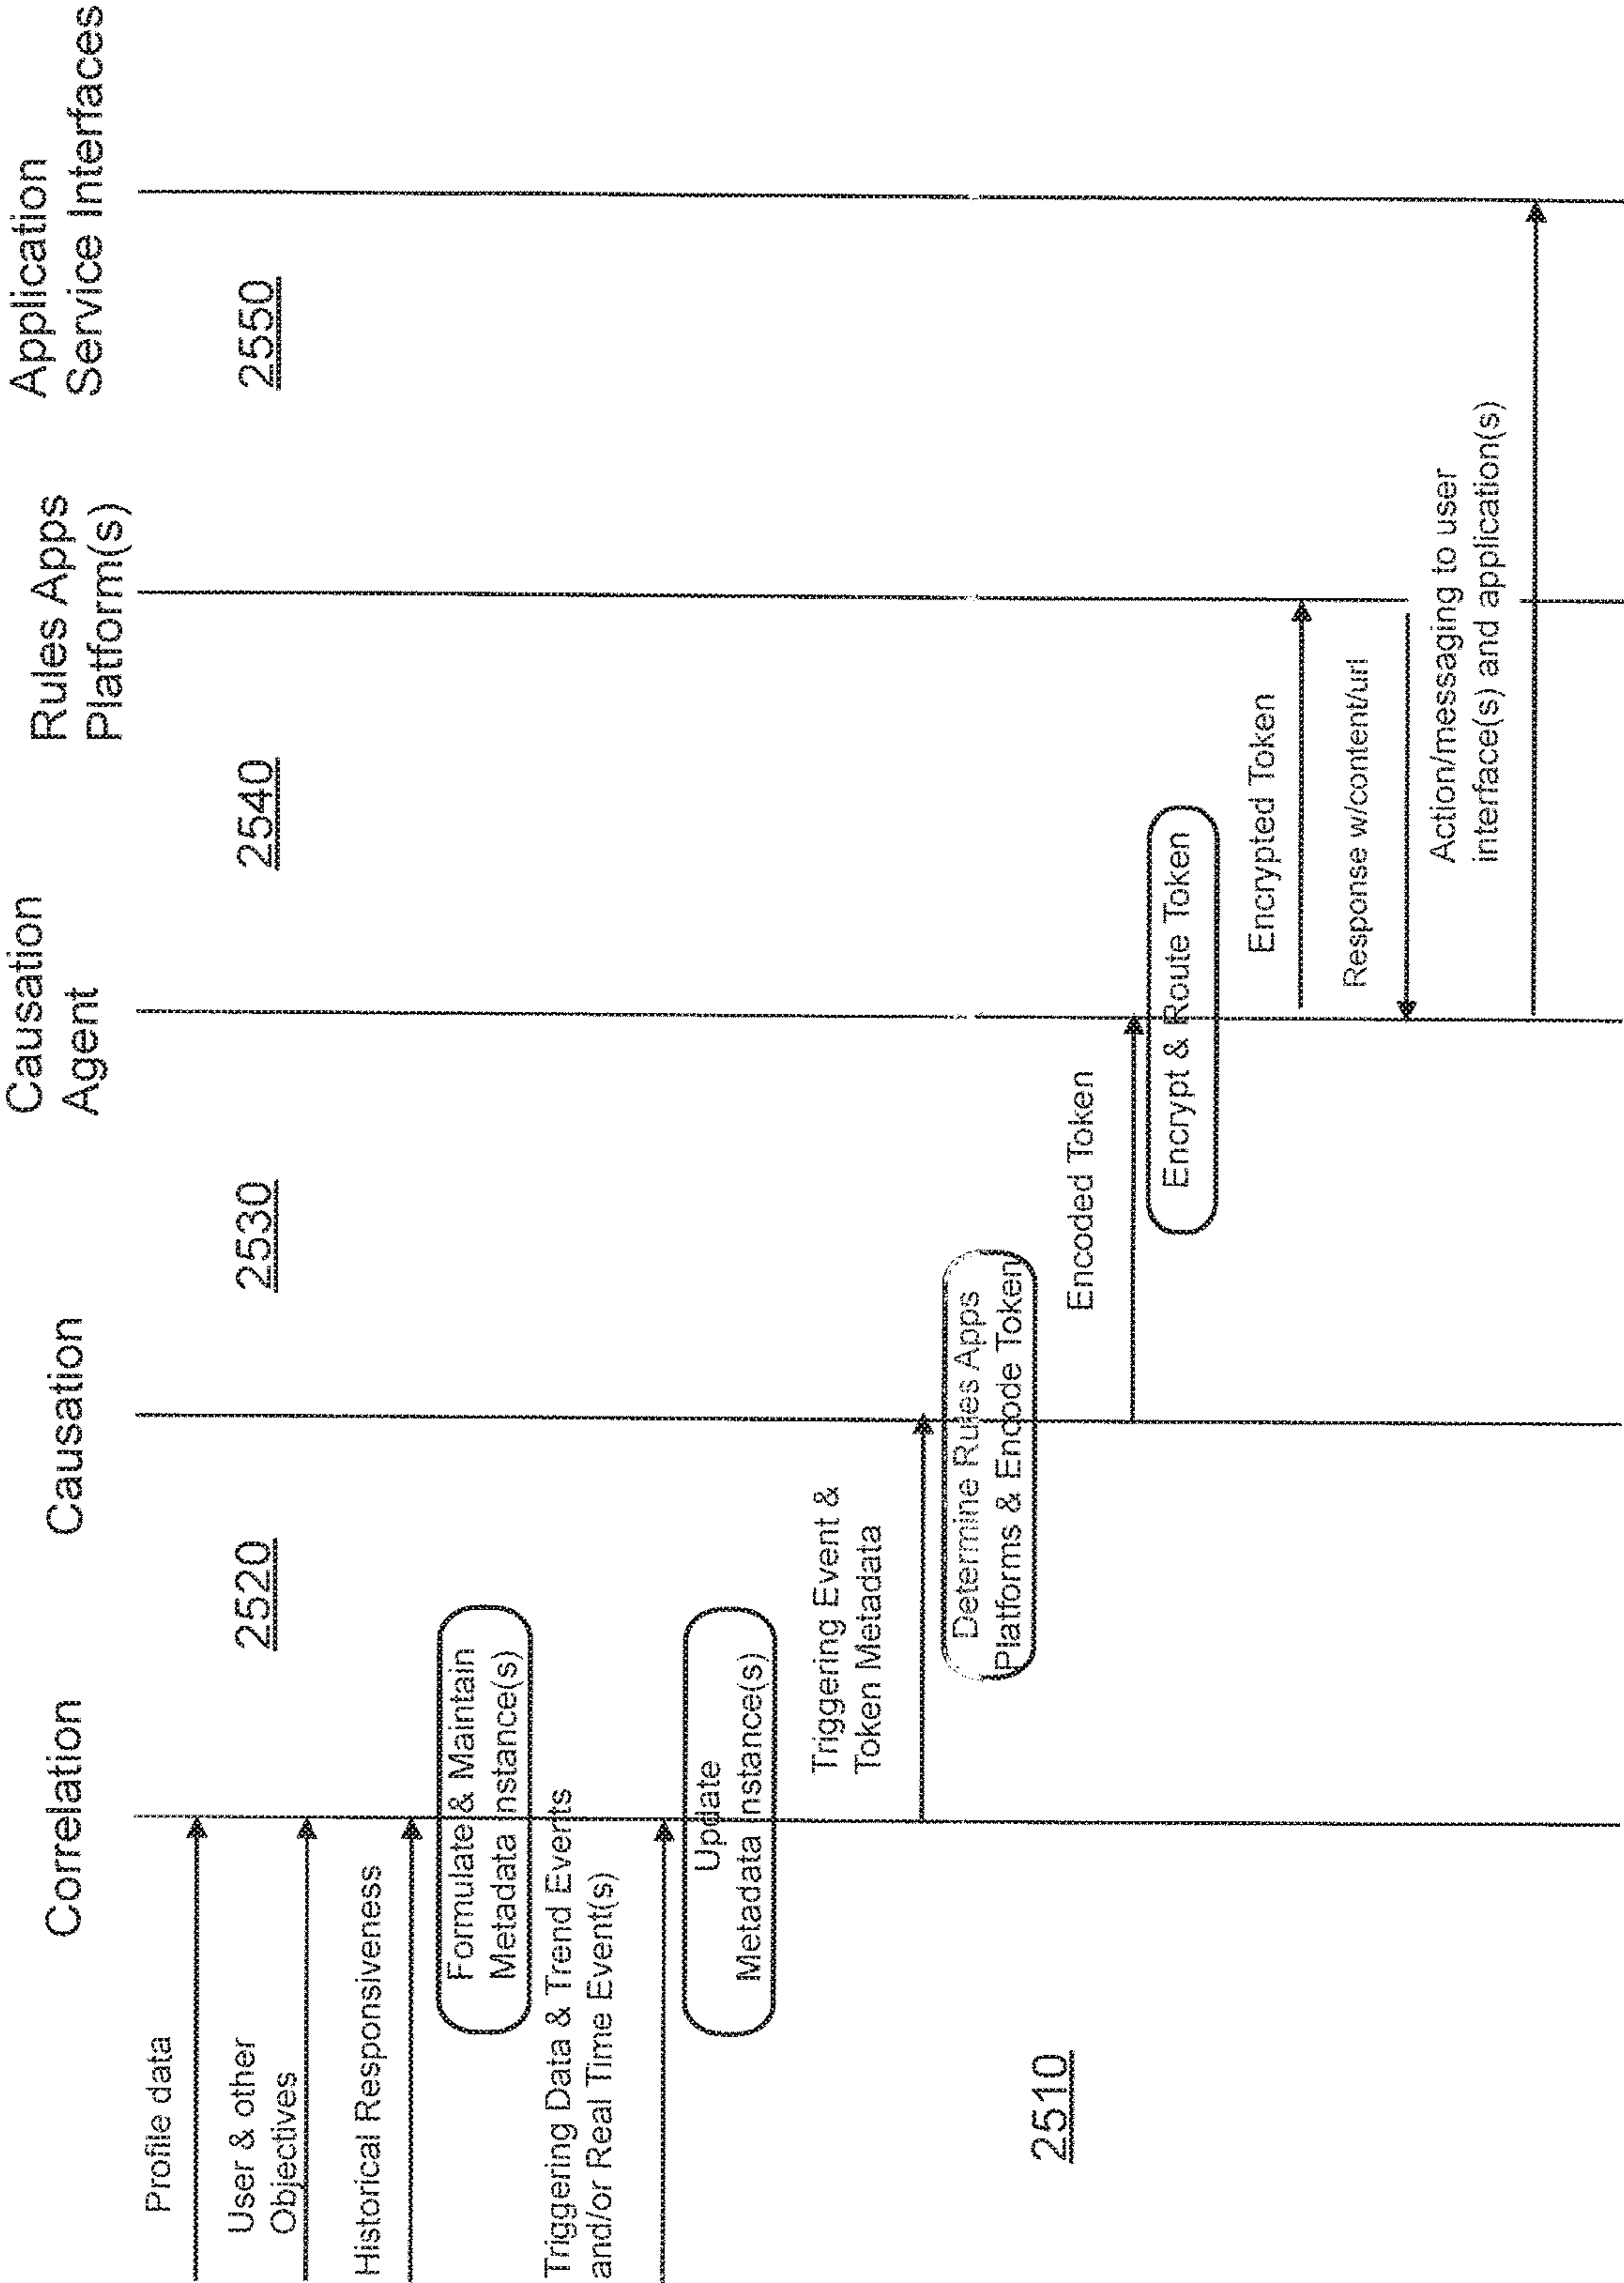 Correlation
Causation
Causation
Agent
Rules Apps
Platform(s)
Application
Service Interfaces
2520
2530
2540
2550
Profile data
User & other
Objectives
Historical Responsiveness
Formulate & Maintain
Metadata Instance(s)
Triggering Data & Trend Events
and/or Real Time Event(s)
Update
Metadata Instance(s)
Triggering Event &
Token Metadata
Determine Rules Apps
Platforms & Encode Token
2510
Encoded Token
Encrypt & Route Token
Encrypted Token
Response w/content/url
Action/messaging to user
interface(s) and application(s)